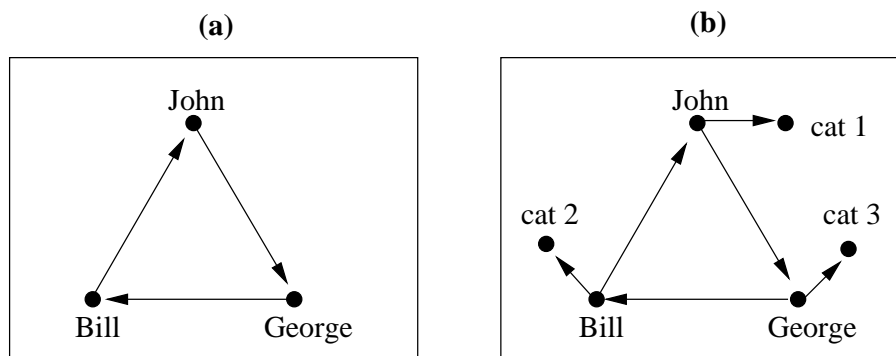 (a)
John
Bill
George
(b)
John
cat 1
cat 2
cat 3
Bill
George